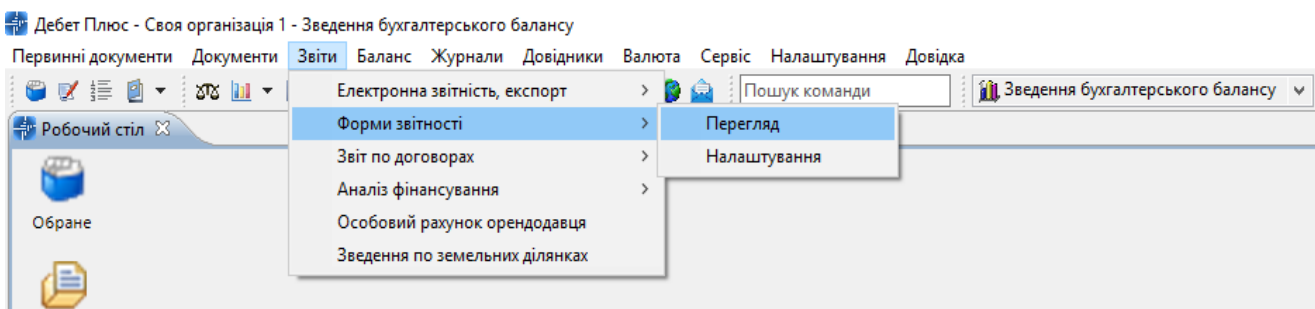 Дебет Плюс - Своя організація 1 - Зведення бухгалтерського балансу
Первинні документи Документи Звіти Баланс Журнали Довідники Валюта Сервіс Налаштування Довідка
Пошук команди Зведення бухгалтерського балансу
Робочий стіл
Електронна звітність, експорт
Форми звітності
Звіт по договорах
Аналіз фінансування
Особовий рахунок орендодавця
Зведення по земельних ділянках
Перегляд
Налаштування
Обране